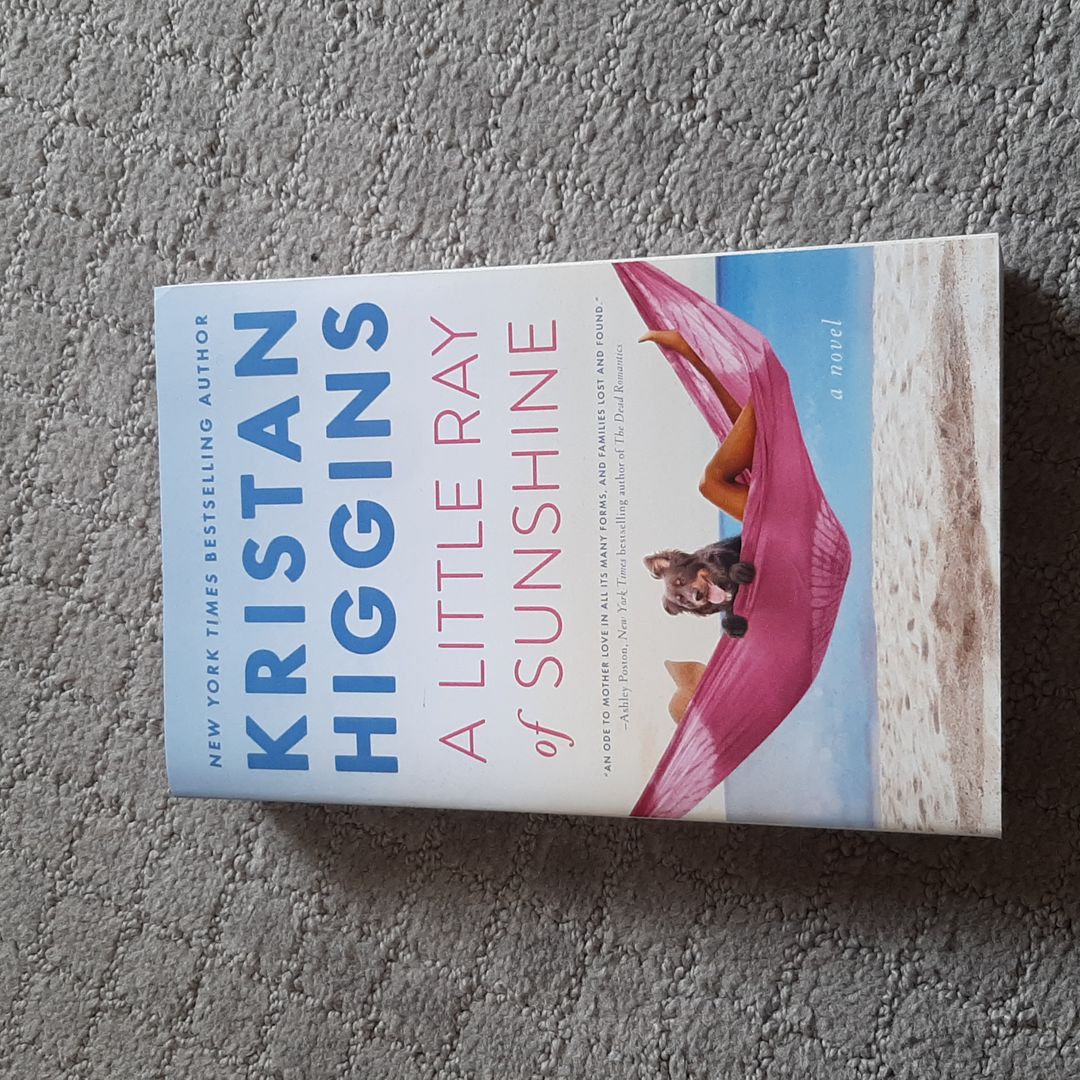 NEW YORK TIMES BESTSELLING AUTHOR
KRISTAN
HIGGINS
A LITTLE RAY
of SUNSHINE
"AN ODE TO MOTHER LOVE IN ALL ITS MANY FORMS, AND FAMILIES LOST AND FOUND."
–Ashley Poston, New York Times bestselling author of The Dead Romantics
a novel